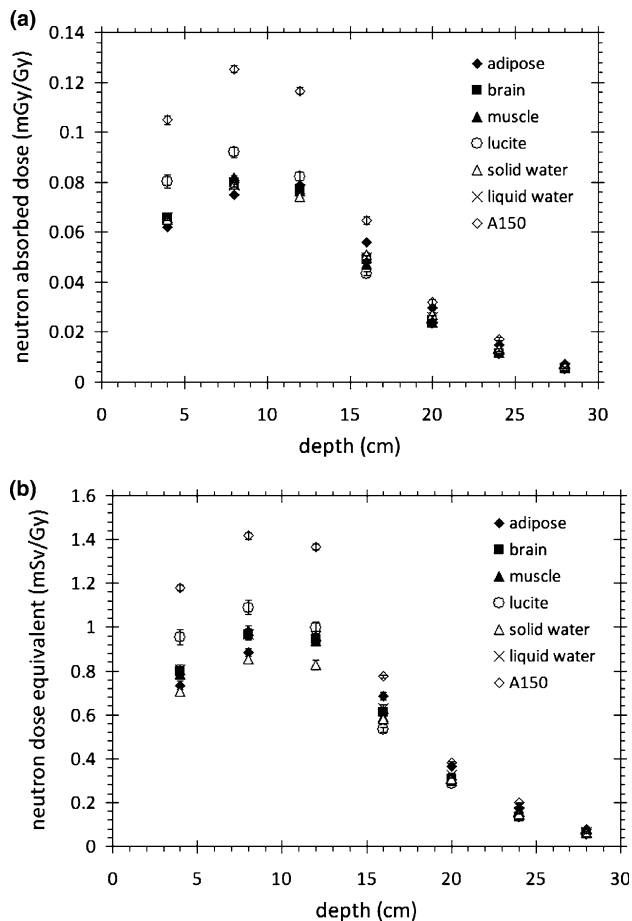 (a)
neutron absorbed dose (mGy/Gy)
0.14
0.12
0.1
0.08
0.06
0.04
0.02
0
adipose
brain
muscle
lucite
solid water
liquid water
A150
0 5 10 15 20 25 30
depth (cm)
(b)
neutron dose equivalent (mSv/Gy)
1.6
1.4
1.2
1
0.8
0.6
0.4
0.2
0
adipose
brain
muscle
lucite
solid water
liquid water
A150
0 5 10 15 20 25 30
depth (cm)